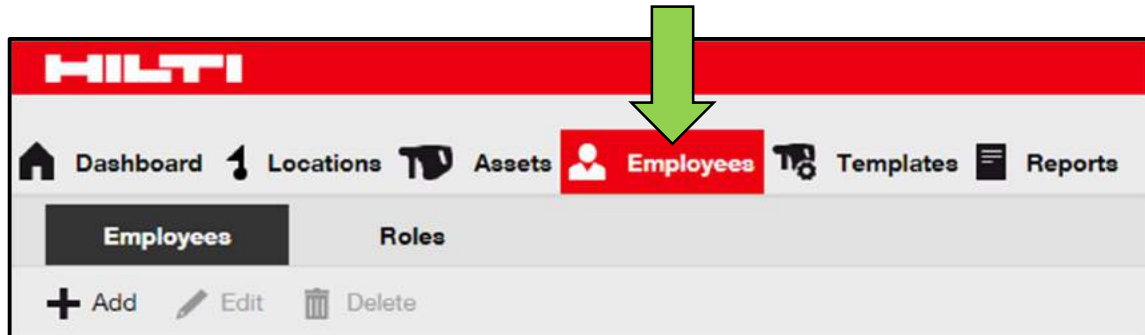 HILTI
Dashboard Locations Assets Employees Templates Reports
Employees Roles
Add Edit Delete